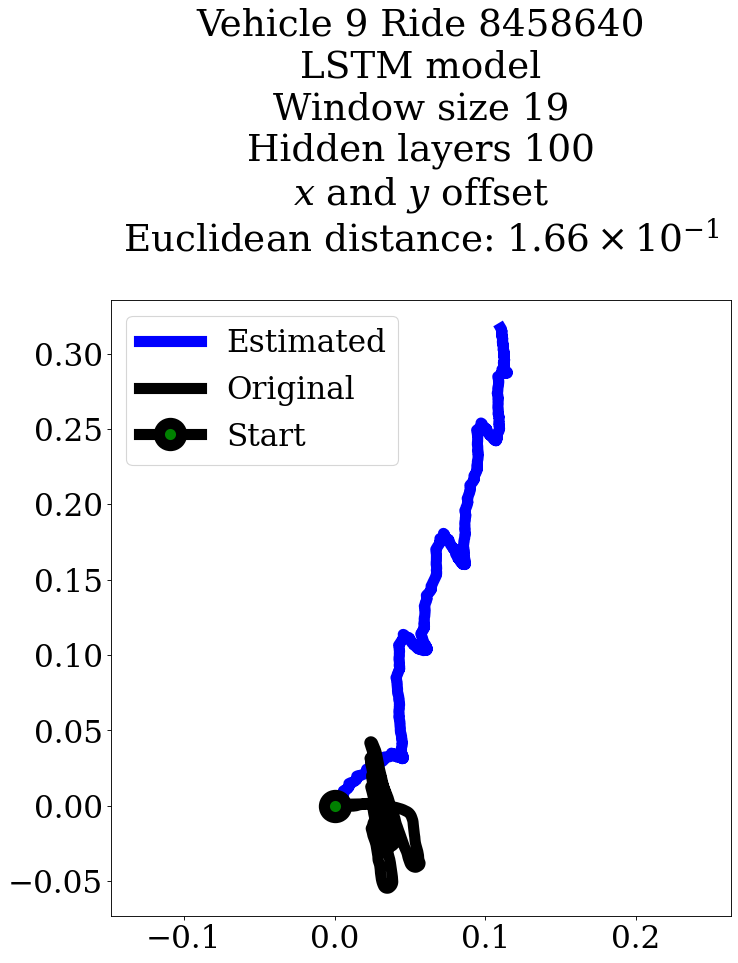 Vehicle 9 Ride 8458640
LSTM model
Window size 19
Hidden layers 100
x and y offset
Euclidean distance: 1.66 × 10⁻¹
Estimated
Original
Start
0.30
0.25
0.20
0.15
0.10
0.05
0.00
−0.05
−0.1 0.0 0.1 0.2